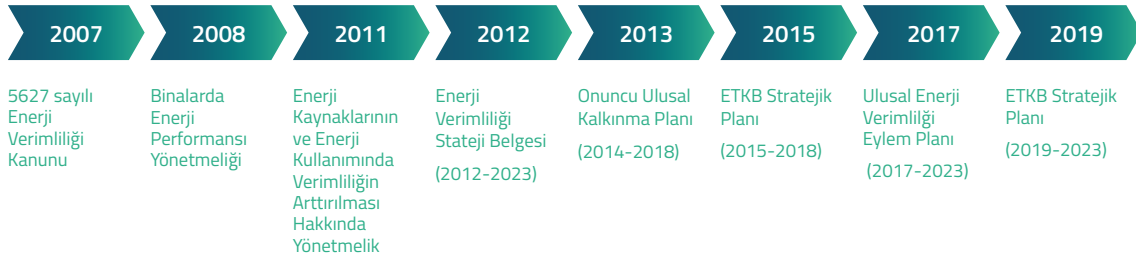 2007
2008
2011
2012
2013
2015
2017
2019
5627 sayılı
Enerji
Verimliliği
Kanunu
Binalarda
Enerji
Performansı
Yönetmeliği
Enerji
Kaynaklarının
ve Enerji
Kullanımında
Verimliliğin
Arttırılması
Hakkında
Yönetmelik
Enerji
Verimliliği
Stateji Belgesi
(2012-2023)
Onuncu Ulusal
Kalkınma Planı
(2014-2018)
ETKB Stratejik
Planı
(2015-2018)
Ulusal Enerji
Verimlilği
Eylem Planı
(2017-2023)
ETKB Stratejik
Planı
(2019-2023)